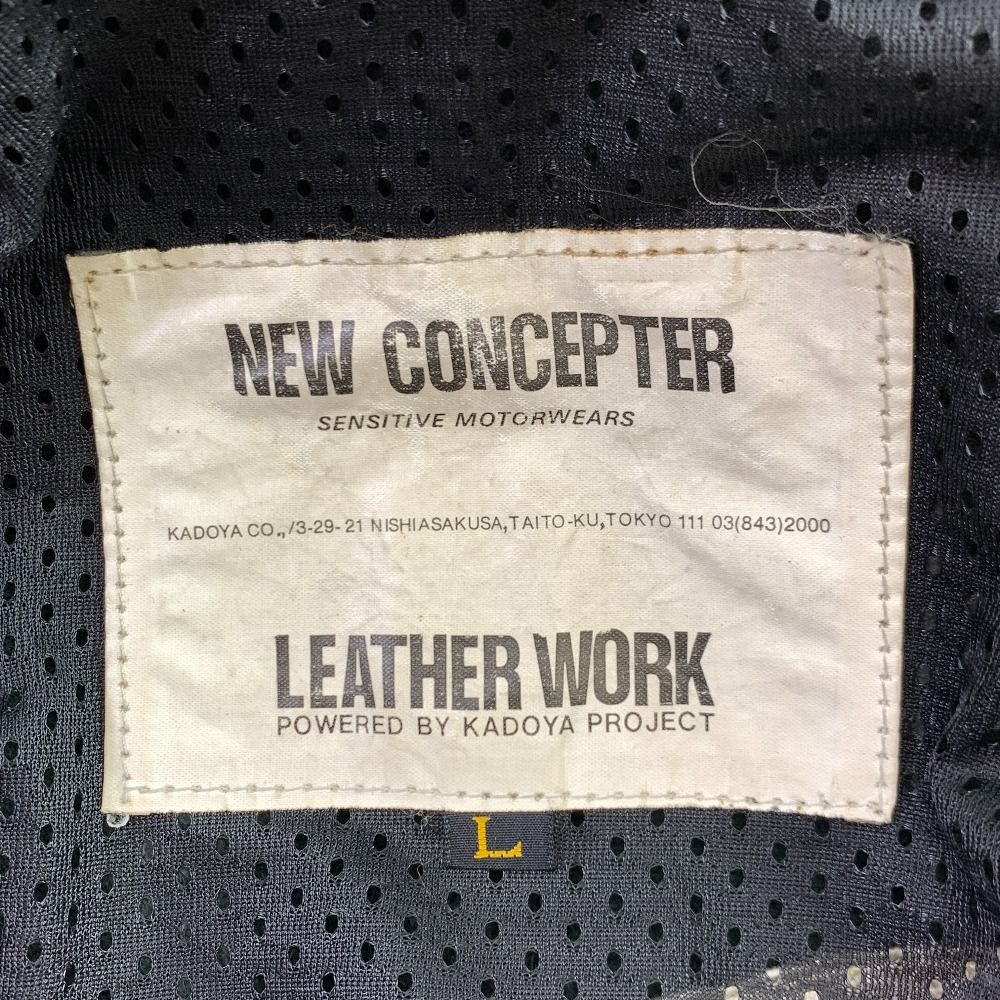 NEW CONCEPTER
SENSITIVE MOTORWEARS
KADOYA CO.,/3-29-21 NISHIASAKUSA,TAITO-KU,TOKYO 111 03(843)2000
LEATHER WORK
POWERED BY KADOYA PROJECT
L